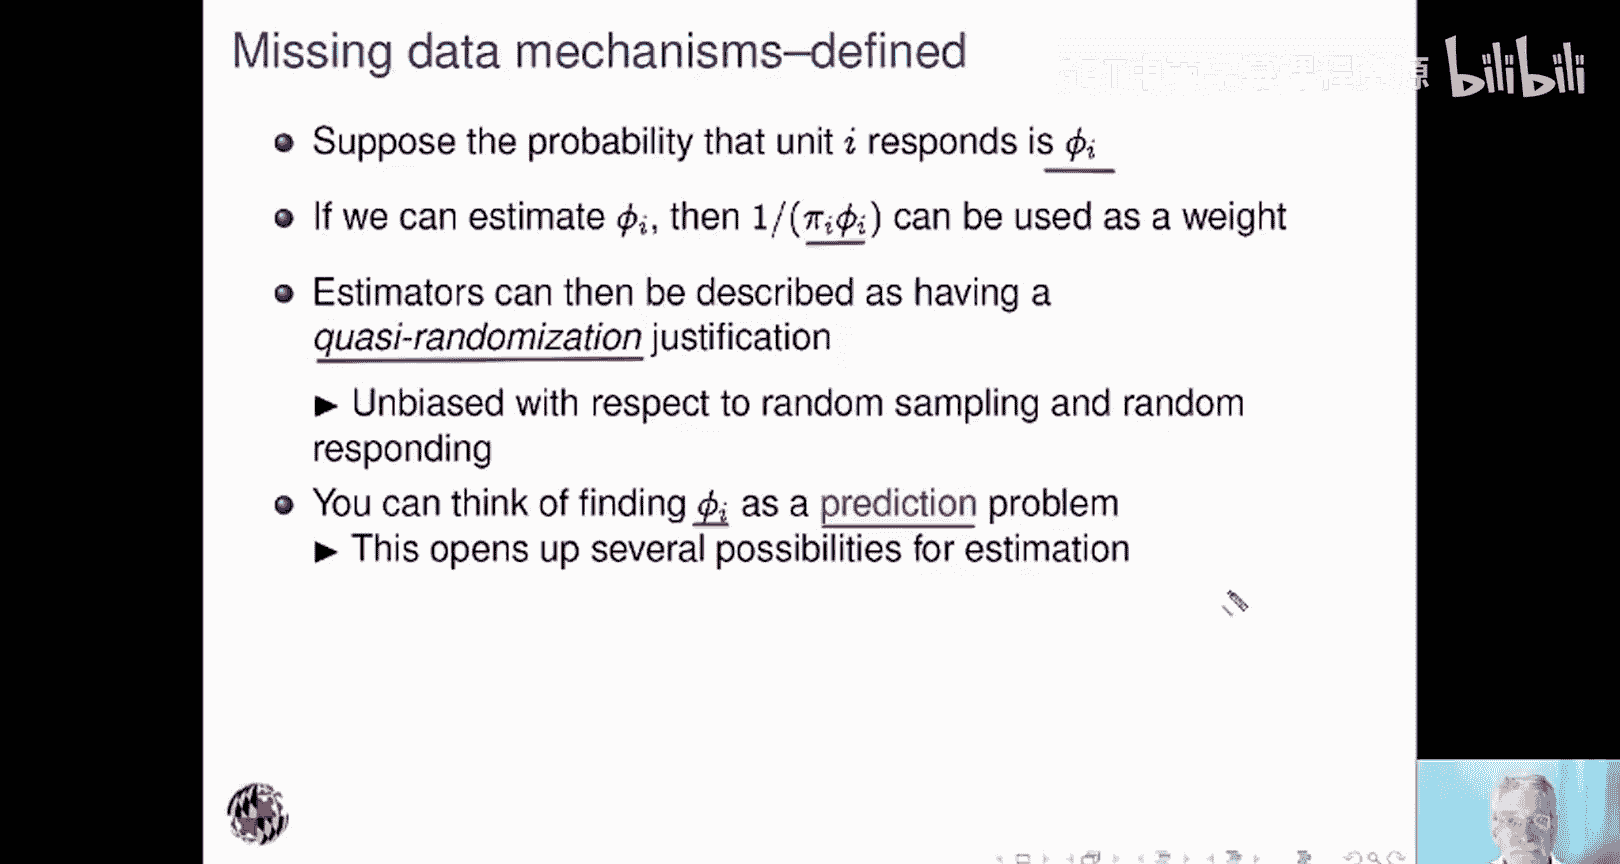 Missing data mechanisms–defined
bilibili
Suppose the probability that unit i responds is ϕᵢ
If we can estimate ϕᵢ, then 1/(πᵢϕᵢ) can be used as a weight
Estimators can then be described as having a
quasi-randomization justification
▶ Unbiased with respect to random sampling and random
responding
You can think of finding ϕᵢ as a prediction problem
▶ This opens up several possibilities for estimation